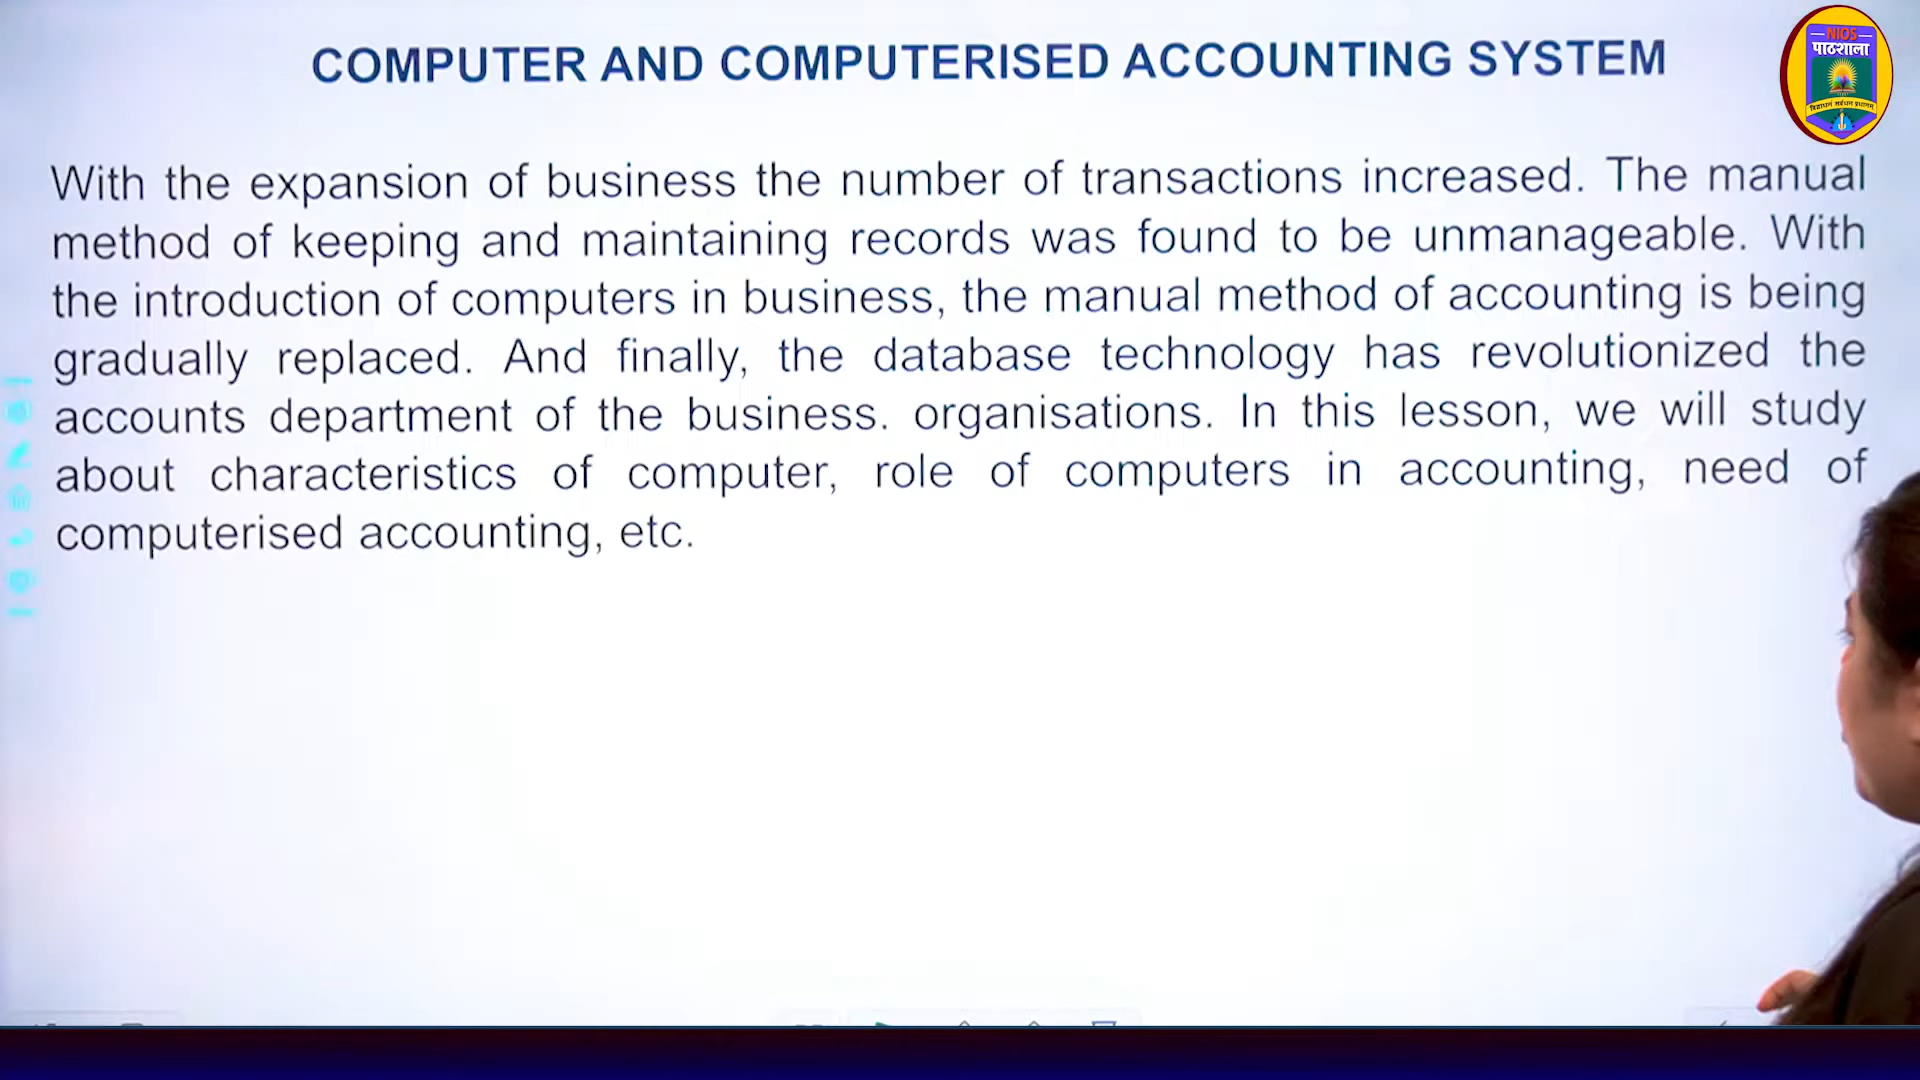 COMPUTER AND COMPUTERISED ACCOUNTING SYSTEM
NIOS
पाठशाला
With the expansion of business the number of transactions increased. The manual
method of keeping and maintaining records was found to be unmanageable. With
the introduction of computers in business, the manual method of accounting is being
gradually replaced. And finally, the database technology has revolutionized the
accounts department of the business. organisations. In this lesson, we will study
about characteristics of computer, role of computers in accounting, need of
computerised accounting, etc.